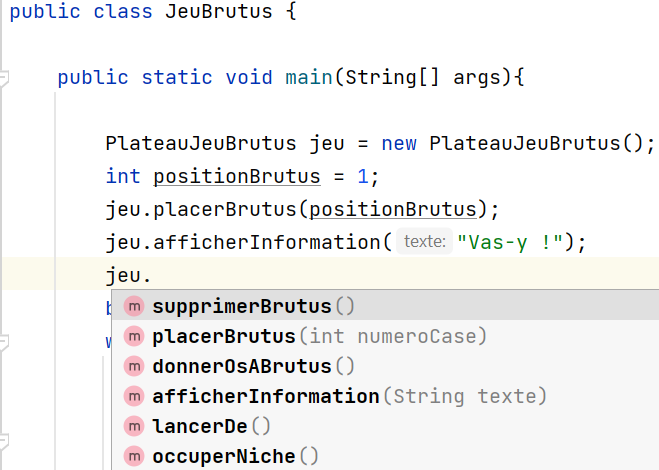 public class JeuBrutus {
public static void main(String[] args){
PlateauJeuBrutus jeu = new PlateauJeuBrutus();
int positionBrutus = 1;
jeu.placerBrutus(positionBrutus);
jeu.afficherInformation( texte: "Vas-y !");
jeu.
m supprimerBrutus()
m placerBrutus(int numeroCase)
m donnerOsABrutus()
m afficherInformation(String texte)
m lancerDe()
m occuperNiche()